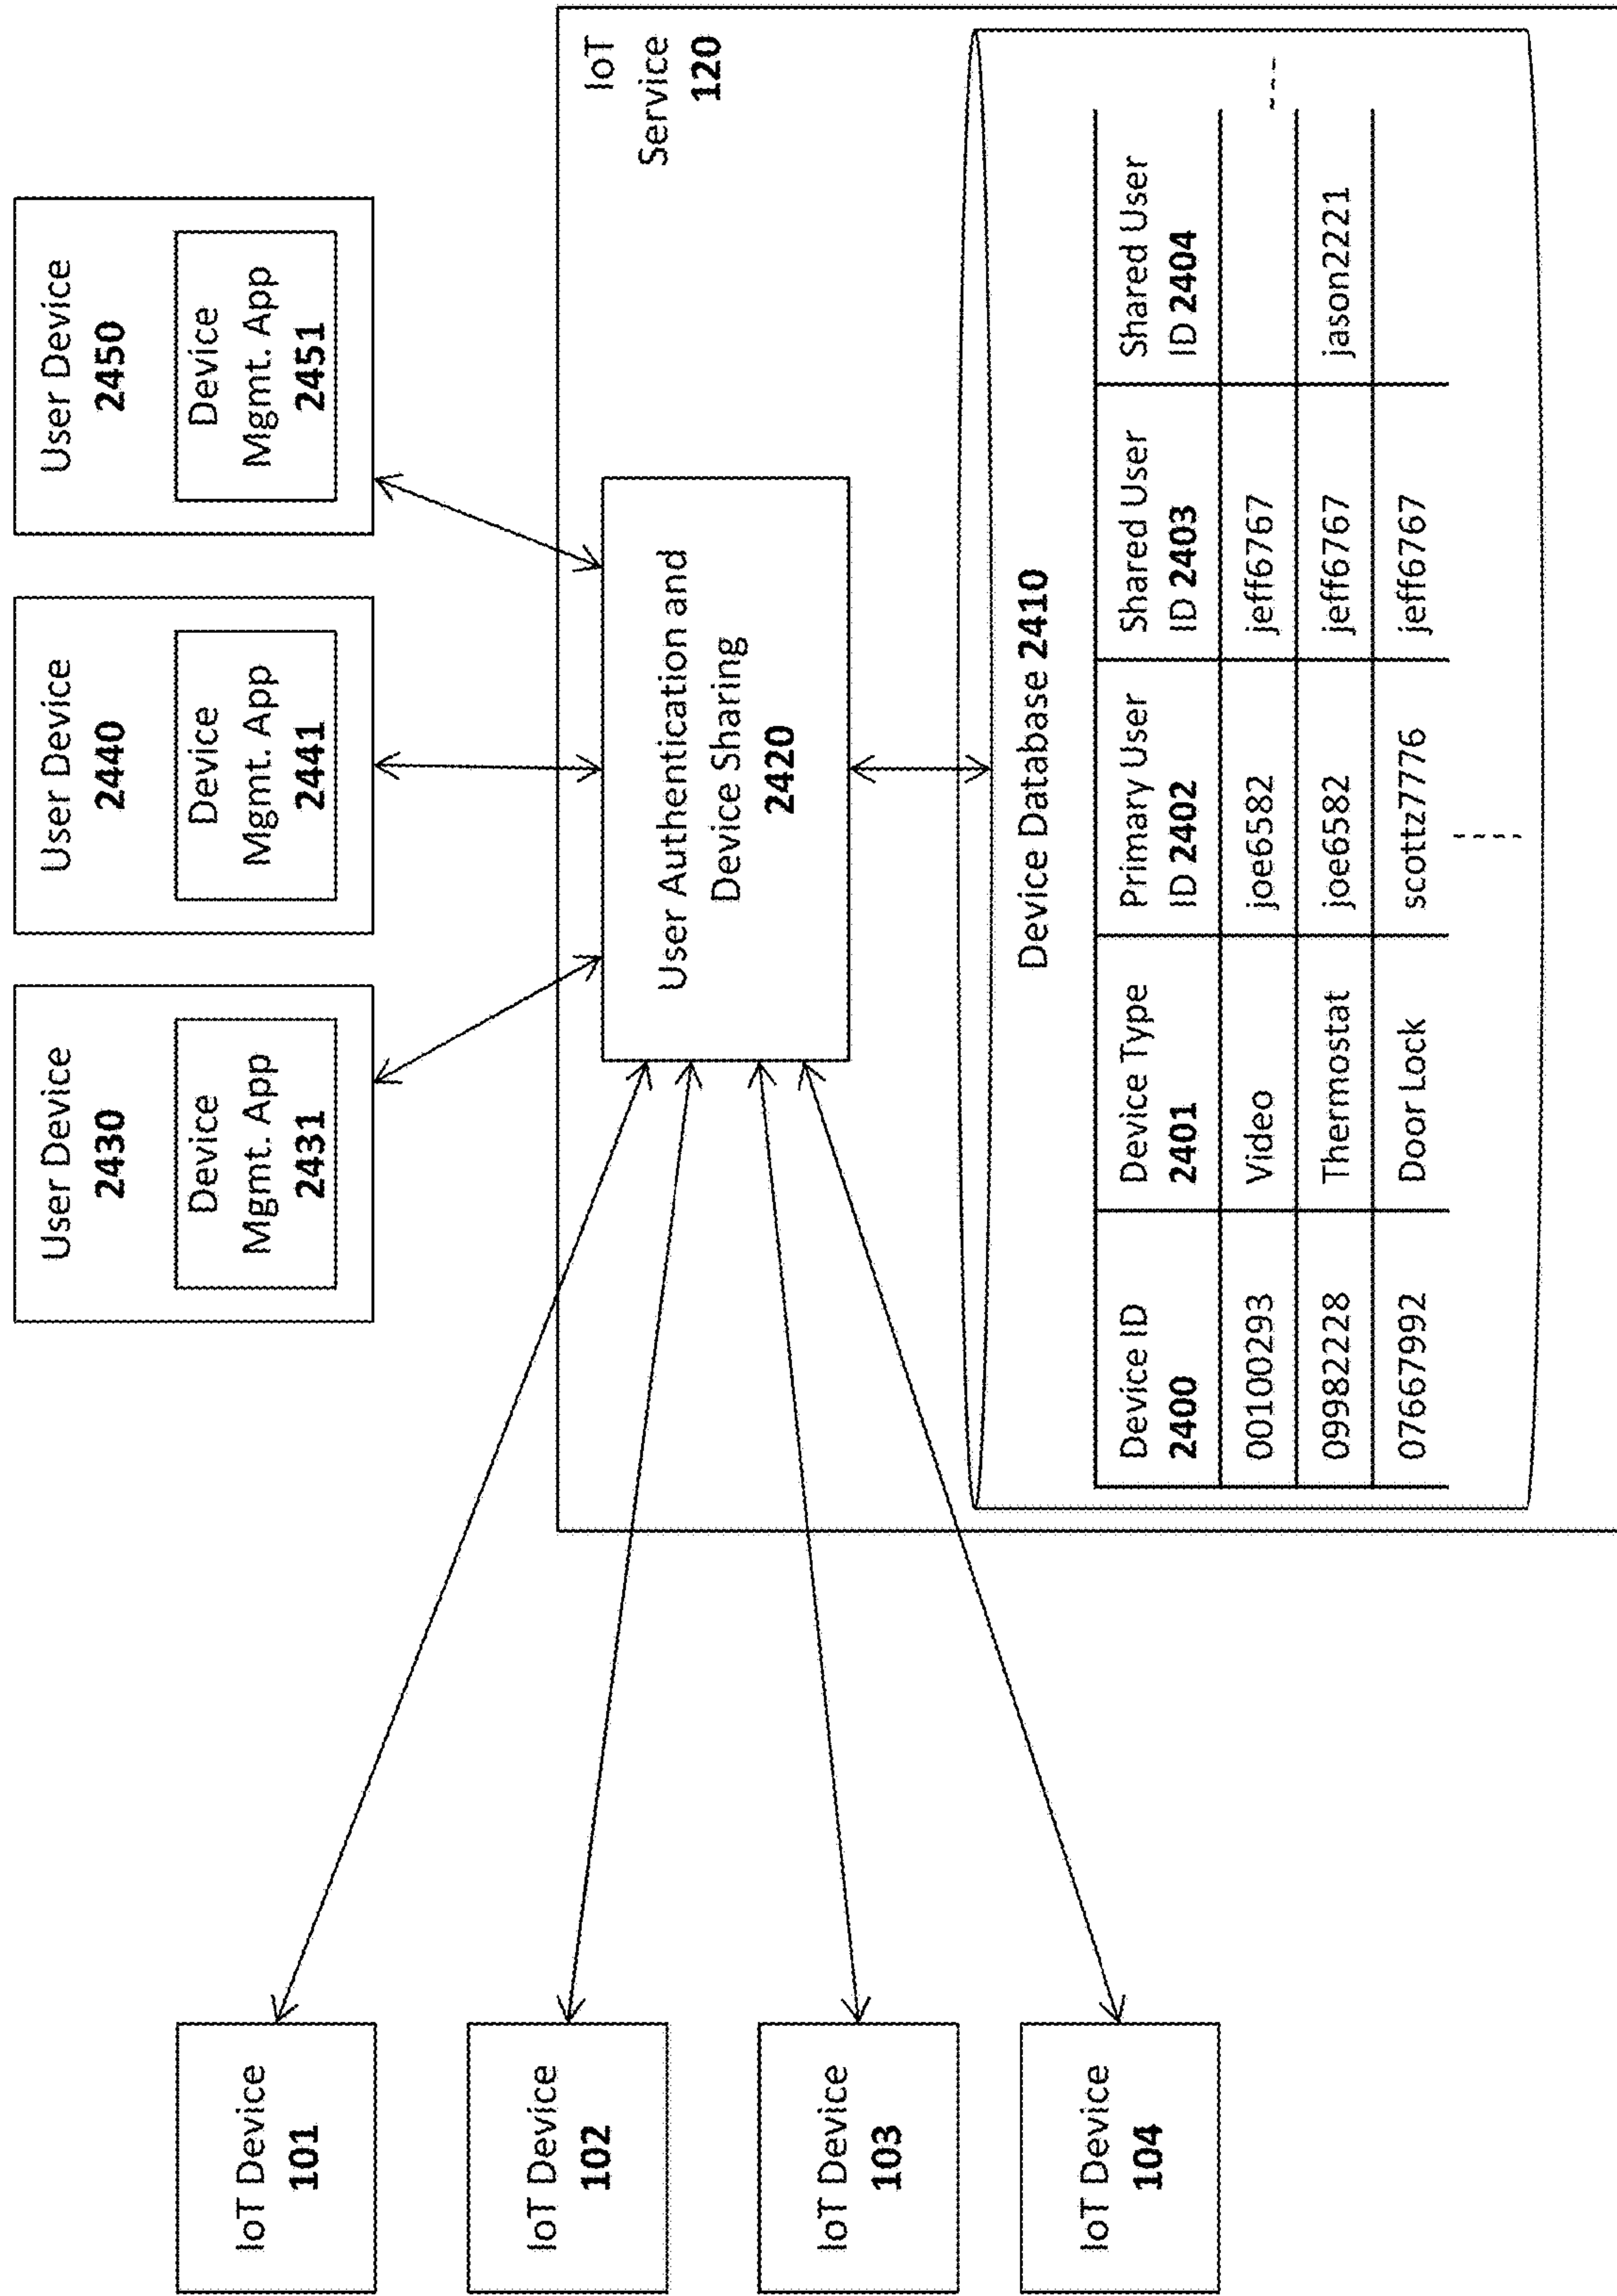 User Device
2430
Device
Mgmt. App
2431
User Device
2440
Device
Mgmt. App
2441
User Device
2450
Device
Mgmt. App
2451
IoT Device
101
IoT Device
102
IoT Device
103
IoT Device
104
IoT
Service
120
User Authentication and
Device Sharing
2420
Device Database 2410
Device ID
2400
Device Type
2401
Primary User
ID 2402
Shared User
ID 2403
Shared User
ID 2404
00100293
Video
joe6582
jeff6767
09982228
Thermostat
joe6582
jeff6767
jason2221
07667992
Door Lock
scottz7776
jeff6767